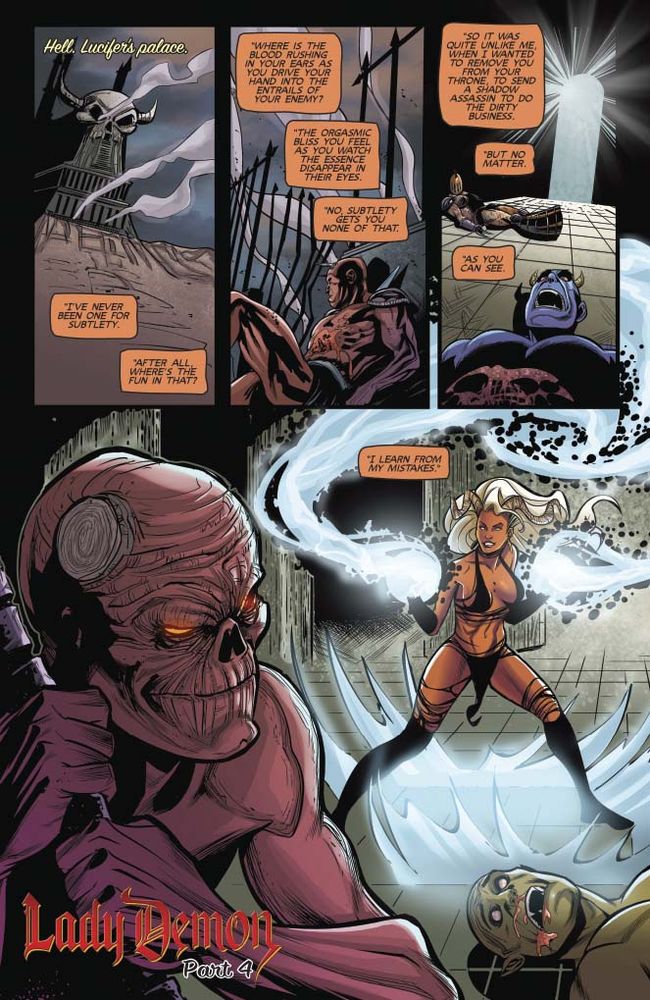 Hell. Lucifer's palace.
"I'VE NEVER
BEEN ONE FOR
SUBTLETY.
"AFTER ALL,
WHERE'S THE
FUN IN THAT?
"WHERE IS THE
BLOOD RUSHING
IN YOUR EARS AS
YOU DRIVE YOUR
HAND INTO THE
ENTRAILS OF
YOUR ENEMY?
"THE ORGASMIC
BLISS YOU FEEL
AS YOU WATCH
THE ESSENCE
DISAPPEAR IN
THEIR EYES.
"NO, SUBTLETY
GETS YOU
NONE OF THAT.
"SO IT WAS
QUITE UNLIKE ME,
WHEN I WANTED
TO REMOVE YOU
FROM YOUR
THRONE, TO SEND
A SHADOW
ASSASSIN TO DO
THE DIRTY
BUSINESS.
"BUT NO
MATTER.
"AS YOU
CAN SEE.
"I LEARN FROM
MY MISTAKES."
Lady Demon
Part 4